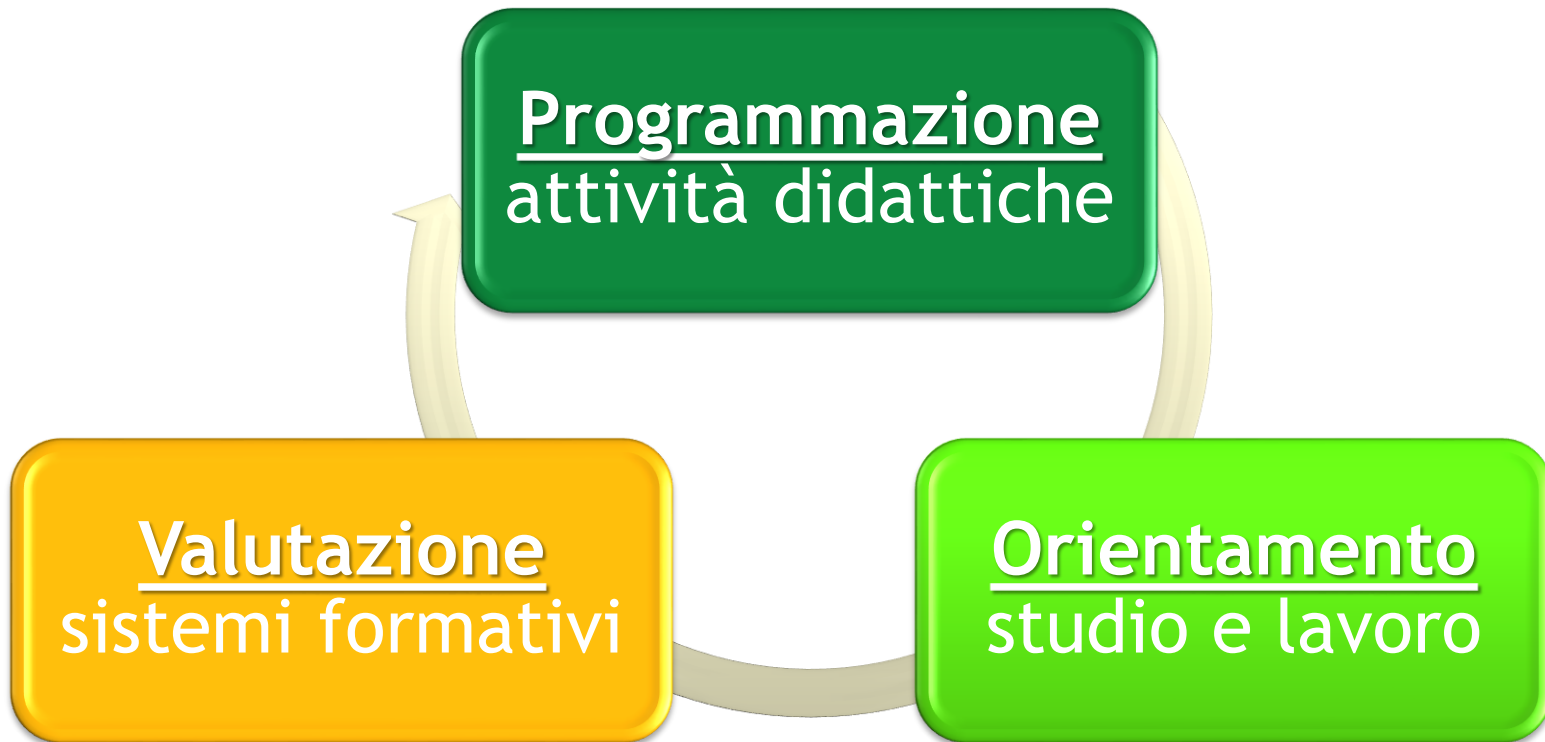 Programmazione
attività didattiche
Valutazione
sistemi formativi
Orientamento
studio e lavoro